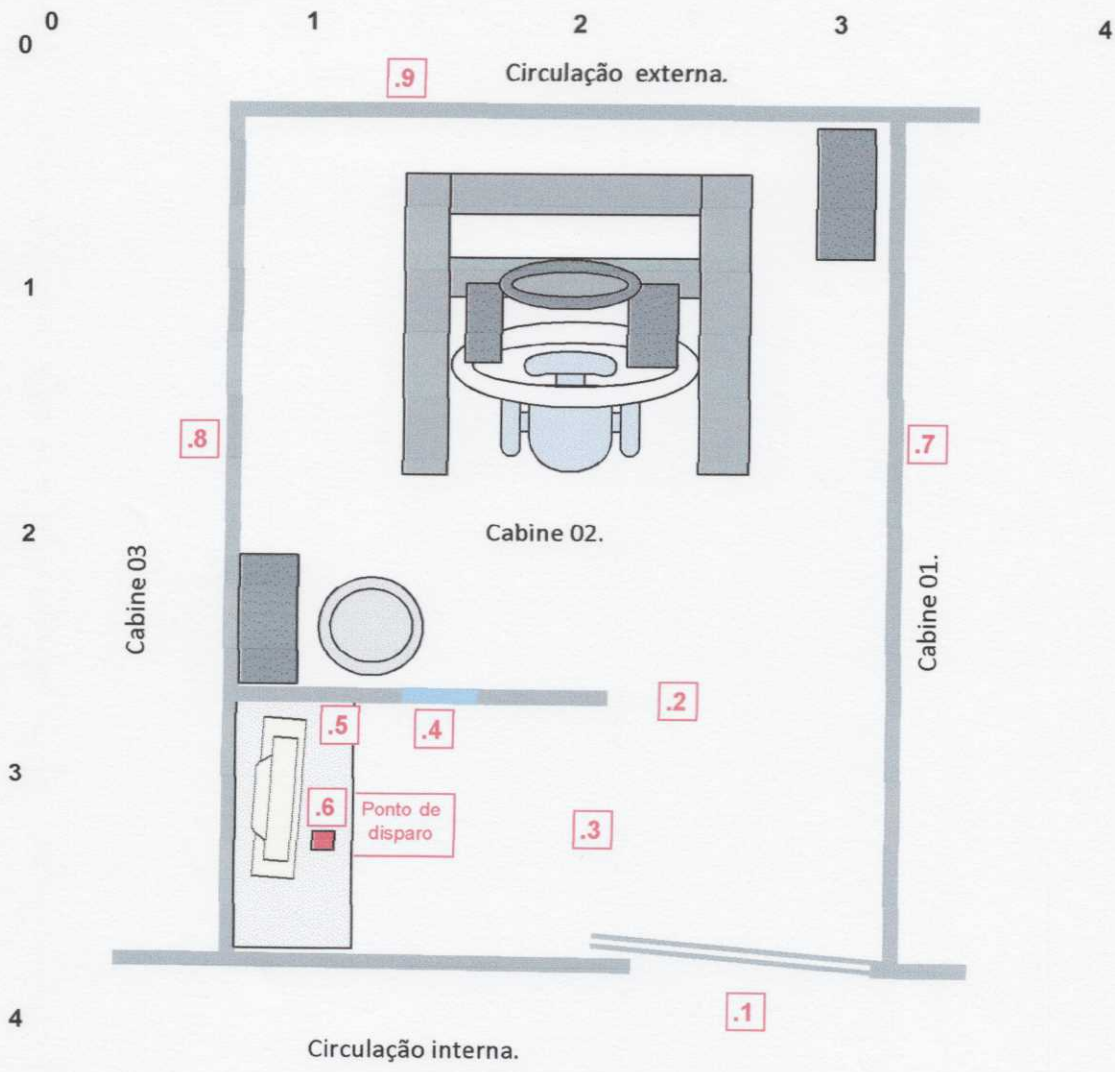 0 1 2 3 4
0
.9 Circulação externa.
1
.8 .7
2
Cabine 02.
Cabine 03
Cabine 01.
.2
.5 .4
3
.6 Ponto de
disparo
.3
.1
4
Circulação interna.